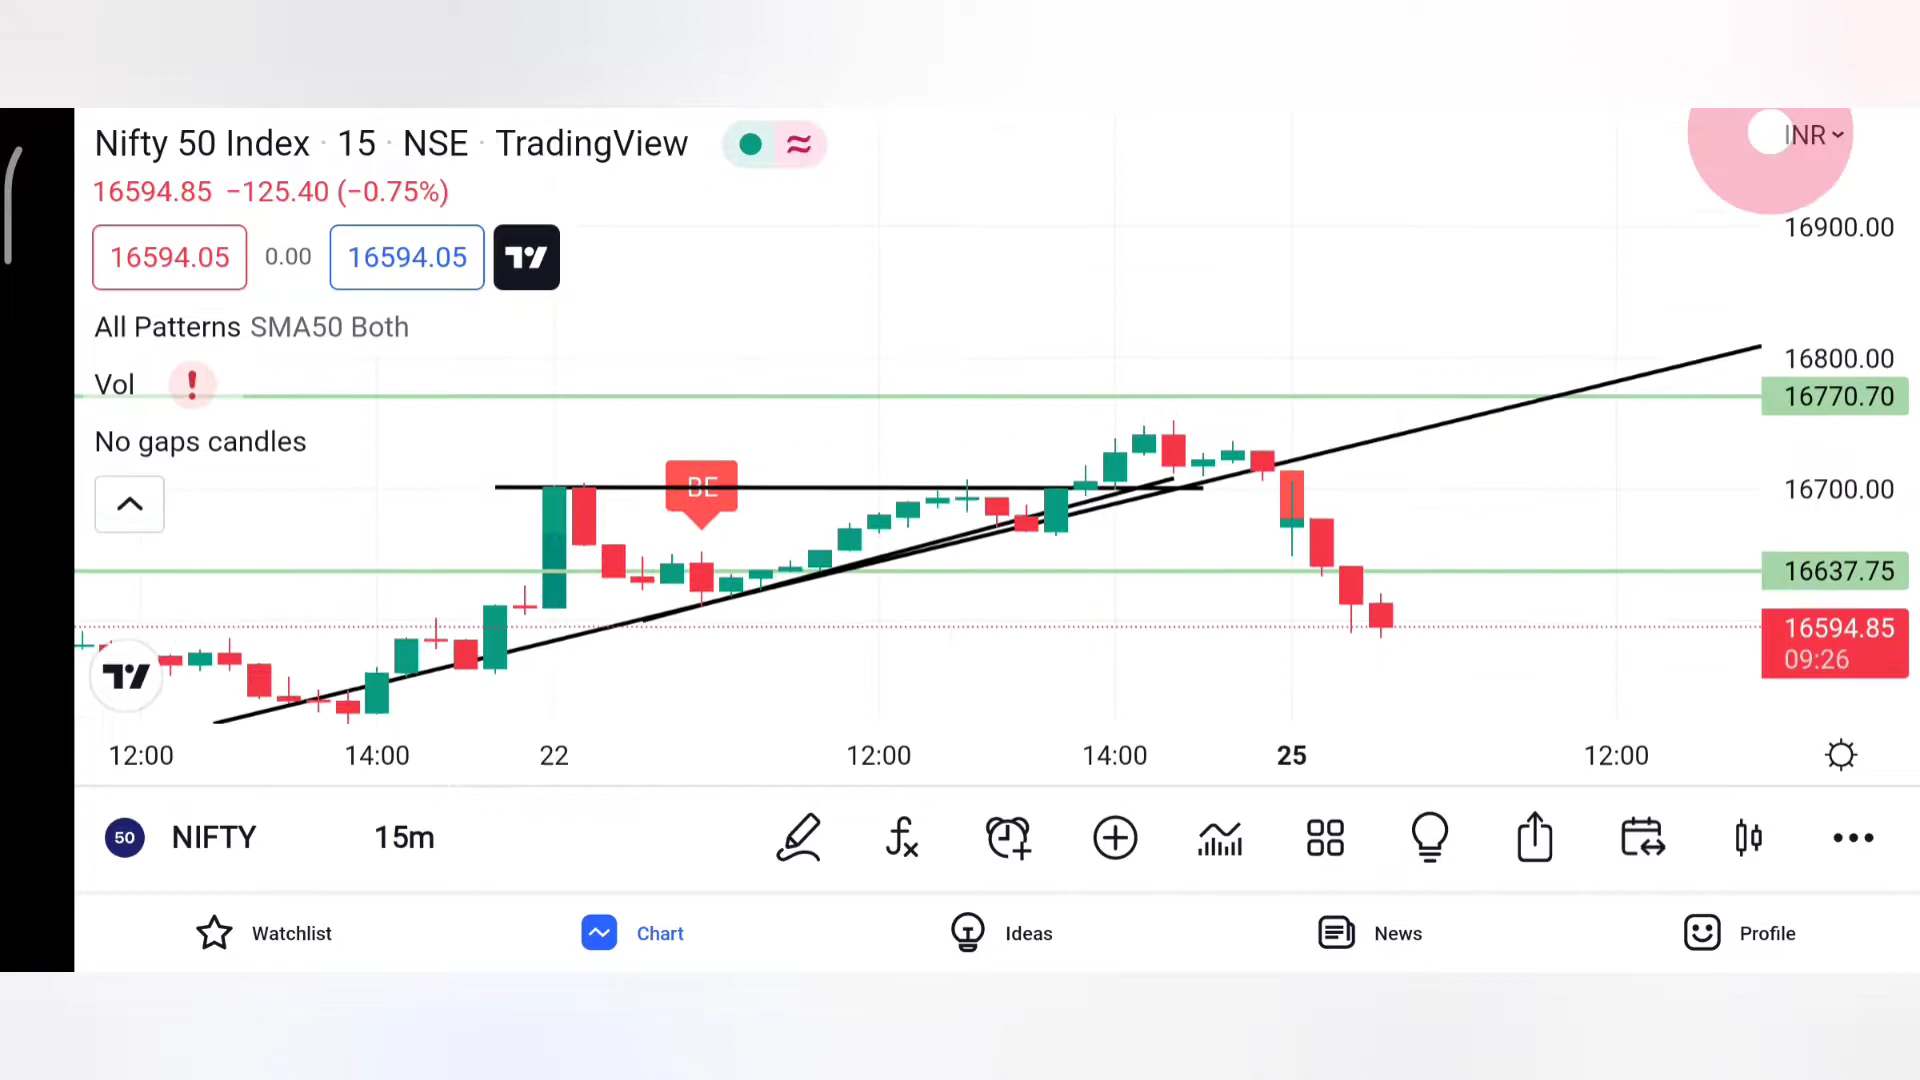 Nifty 50 Index · 15 · NSE · TradingView
INR
16594.85 −125.40 (−0.75%)
16594.05 0.00 16594.05
16900.00
All Patterns SMA50 Both
16800.00
Vol
16770.70
No gaps candles
BE
16700.00
16637.75
16594.85
09:26
12:00 14:00 22 12:00 14:00 25 12:00
50 NIFTY 15m
Watchlist Chart Ideas News Profile